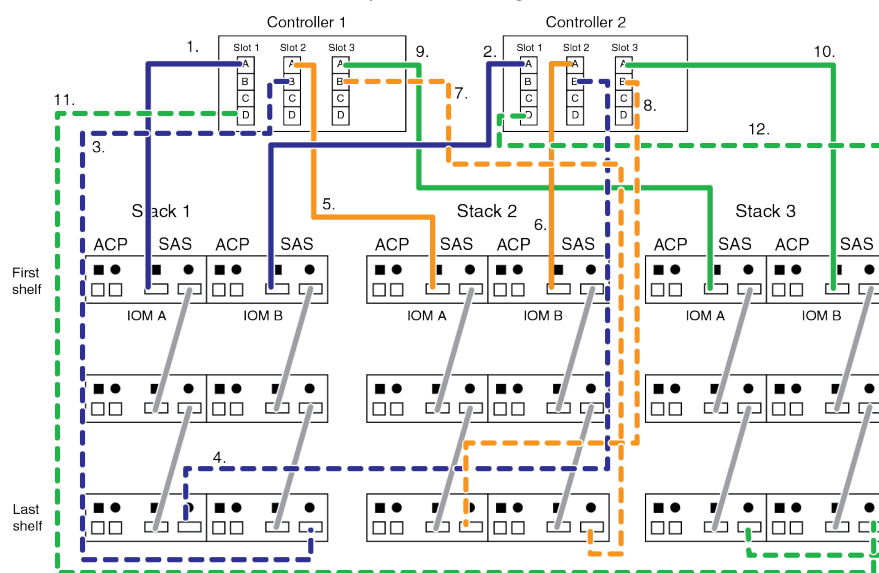 Controller 1
Controller 2
1.
Slot 1
Slot 2
Slot 3
9.
2.
Slot 1
Slot 2
Slot 3
10.
A
A
A
A
A
A
B
B
B
B
B
B
7.
8.
C
C
C
C
C
C
11.
D
D
D
D
D
D
12.
3.
5.
6.
Stack 1
Stack 2
Stack 3
ACP
SAS
ACP
SAS
ACP
SAS
ACP
SAS
ACP
SAS
ACP
SAS
First
shelf
IOM A
IOM B
IOM A
IOM B
IOM A
IOM B
4.
Last
shelf